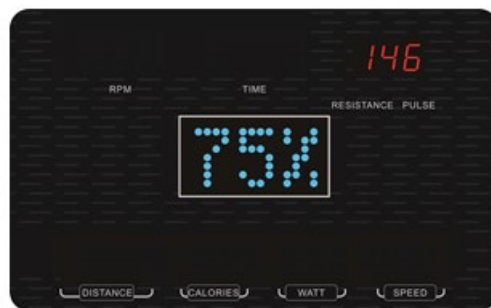 146
RPM TIME
RESISTANCE PULSE
75%
DISTANCE CALORIES WATT SPEED